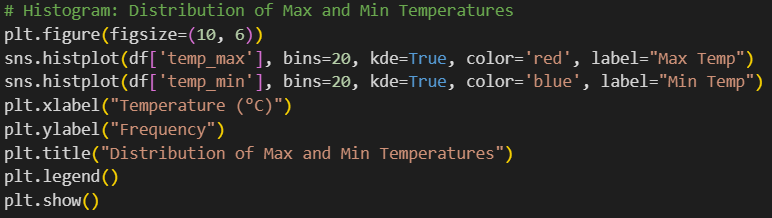 # Histogram: Distribution of Max and Min Temperatures
plt.figure(figsize=(10, 6))
sns.histplot(df['temp_max'], bins=20, kde=True, color='red', label="Max Temp")
sns.histplot(df['temp_min'], bins=20, kde=True, color='blue', label="Min Temp")
plt.xlabel("Temperature (°C)")
plt.ylabel("Frequency")
plt.title("Distribution of Max and Min Temperatures")
plt.legend()
plt.show()